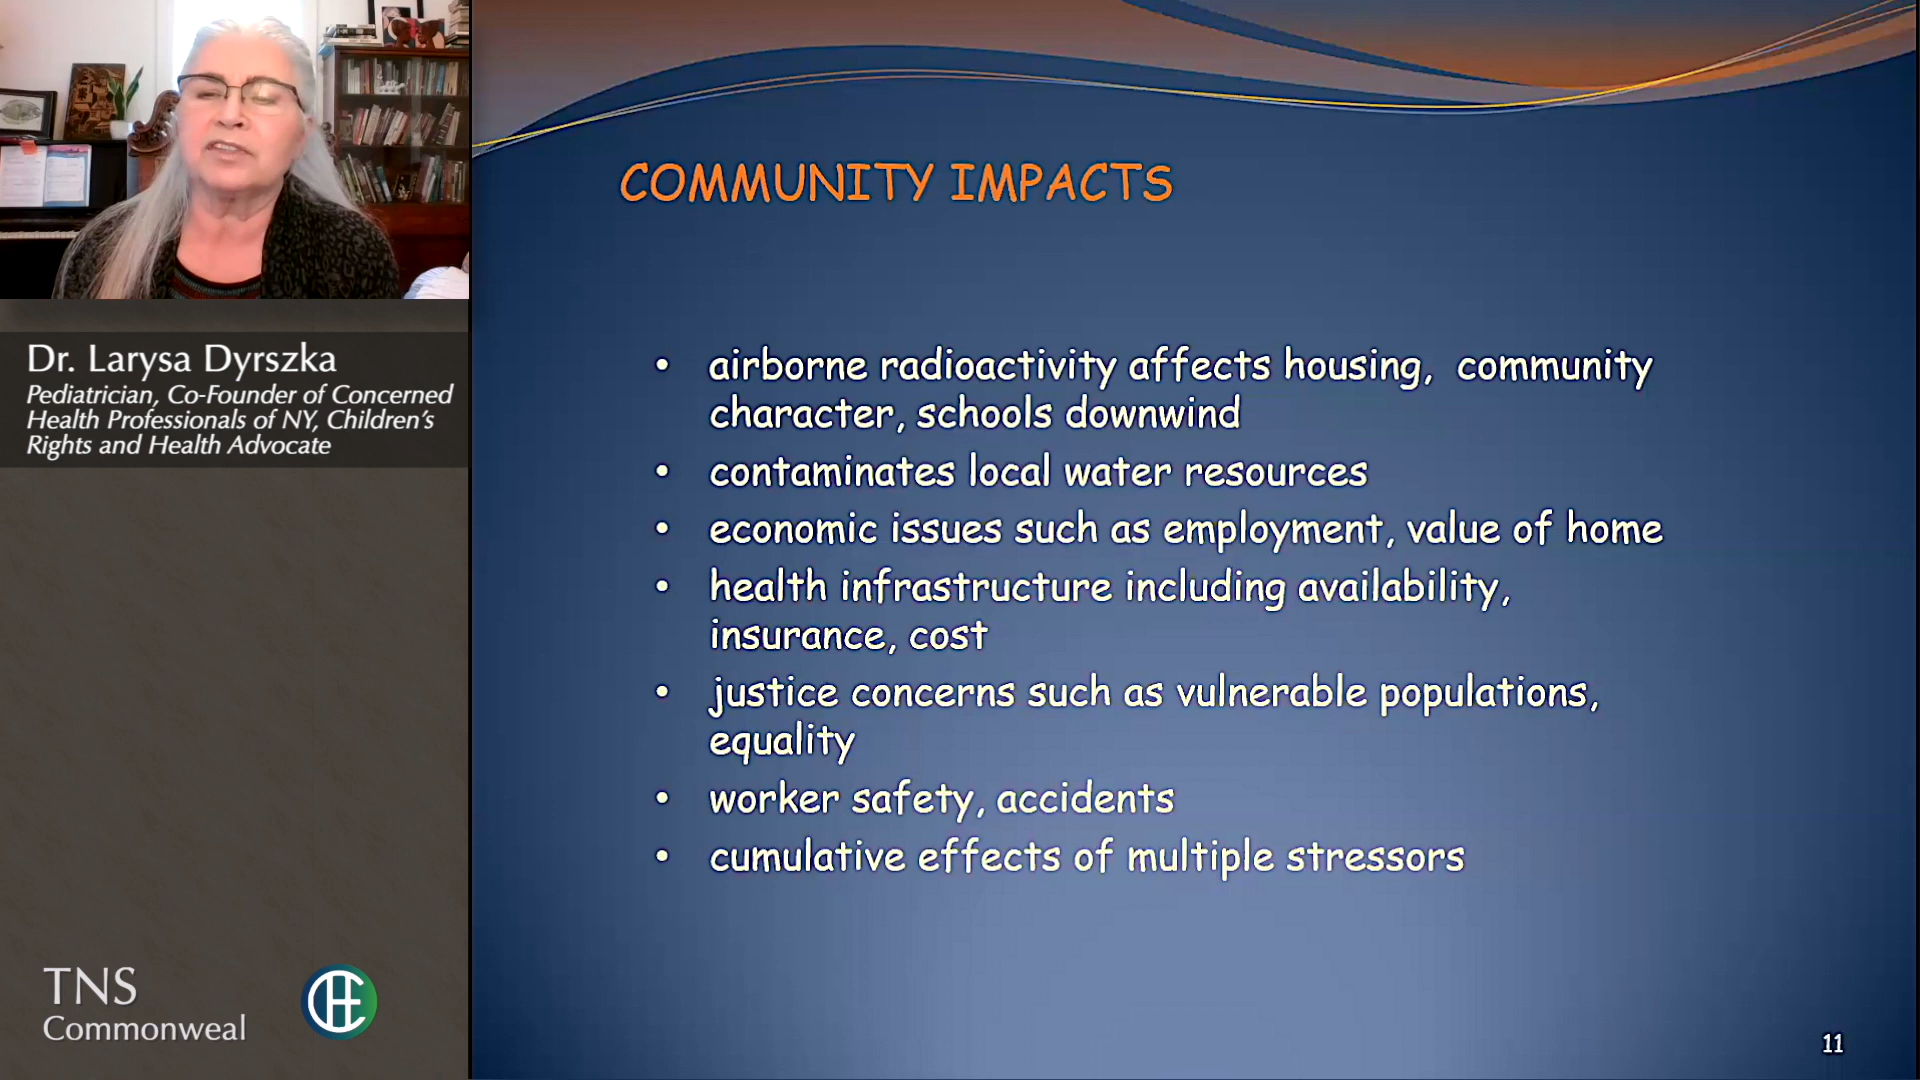 Dr. Larysa Dyrszka
Pediatrician, Co-Founder of Concerned
Health Professionals of NY, Children's
Rights and Health Advocate
TNS
Commonweal
CHE
COMMUNITY IMPACTS
• airborne radioactivity affects housing, community
character, schools downwind
• contaminates local water resources
• economic issues such as employment, value of home
• health infrastructure including availability,
insurance, cost
• justice concerns such as vulnerable populations,
equality
• worker safety, accidents
• cumulative effects of multiple stressors
11